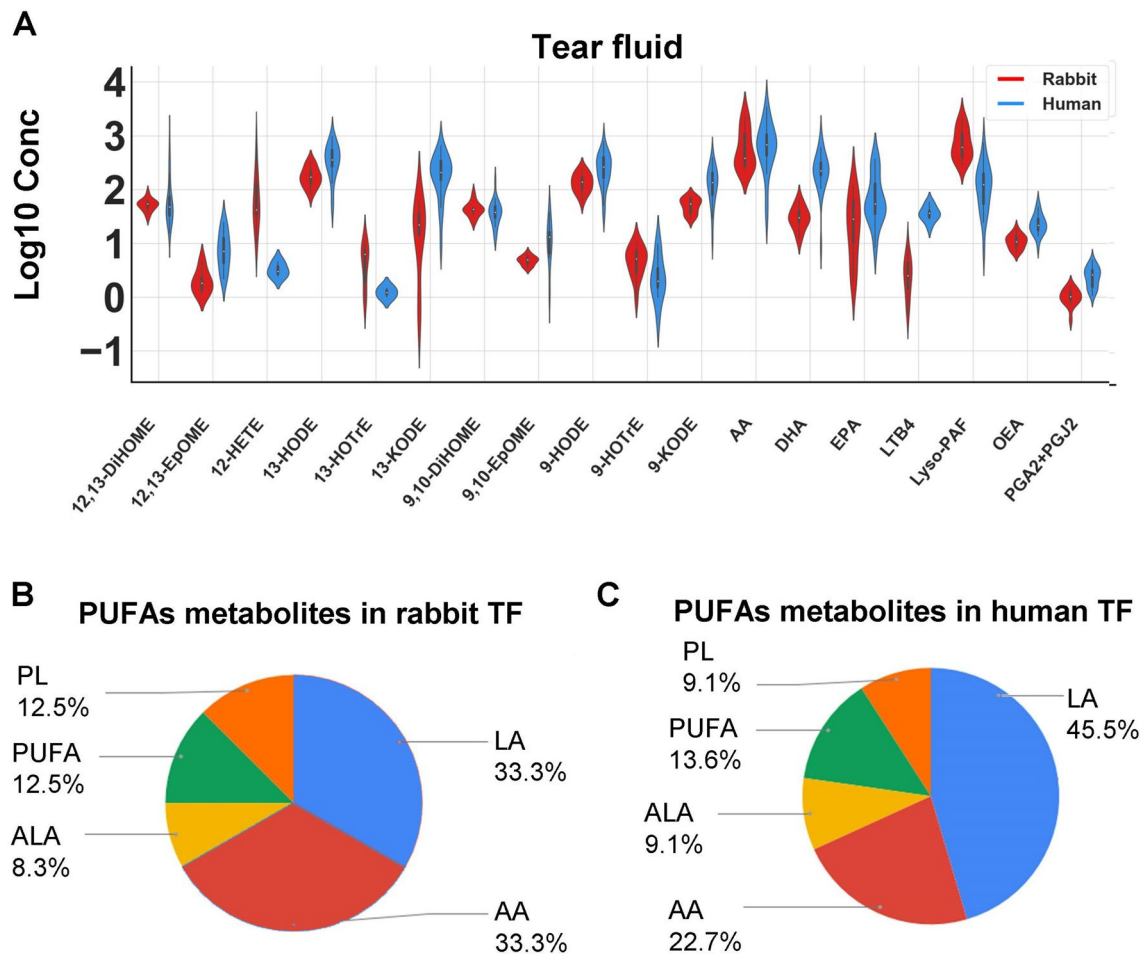 A
Tear fluid
Log10 Conc
4
3
2
1
0
−1
Rabbit
Human
12,13-DiHOME
12,13-EpOME
12-HETE
13-HODE
13-HOTrE
13-KODE
9,10-DiHOME
9,10-EpOME
9-HODE
9-HOTrE
9-KODE
AA
DHA
EPA
LTB4
Lyso-PAF
OEA
PGA2+PGJ2
B
PUFAs metabolites in rabbit TF
PL
12.5%
PUFA
12.5%
ALA
8.3%
LA
33.3%
AA
33.3%
C
PUFAs metabolites in human TF
PL
9.1%
PUFA
13.6%
ALA
9.1%
AA
22.7%
LA
45.5%